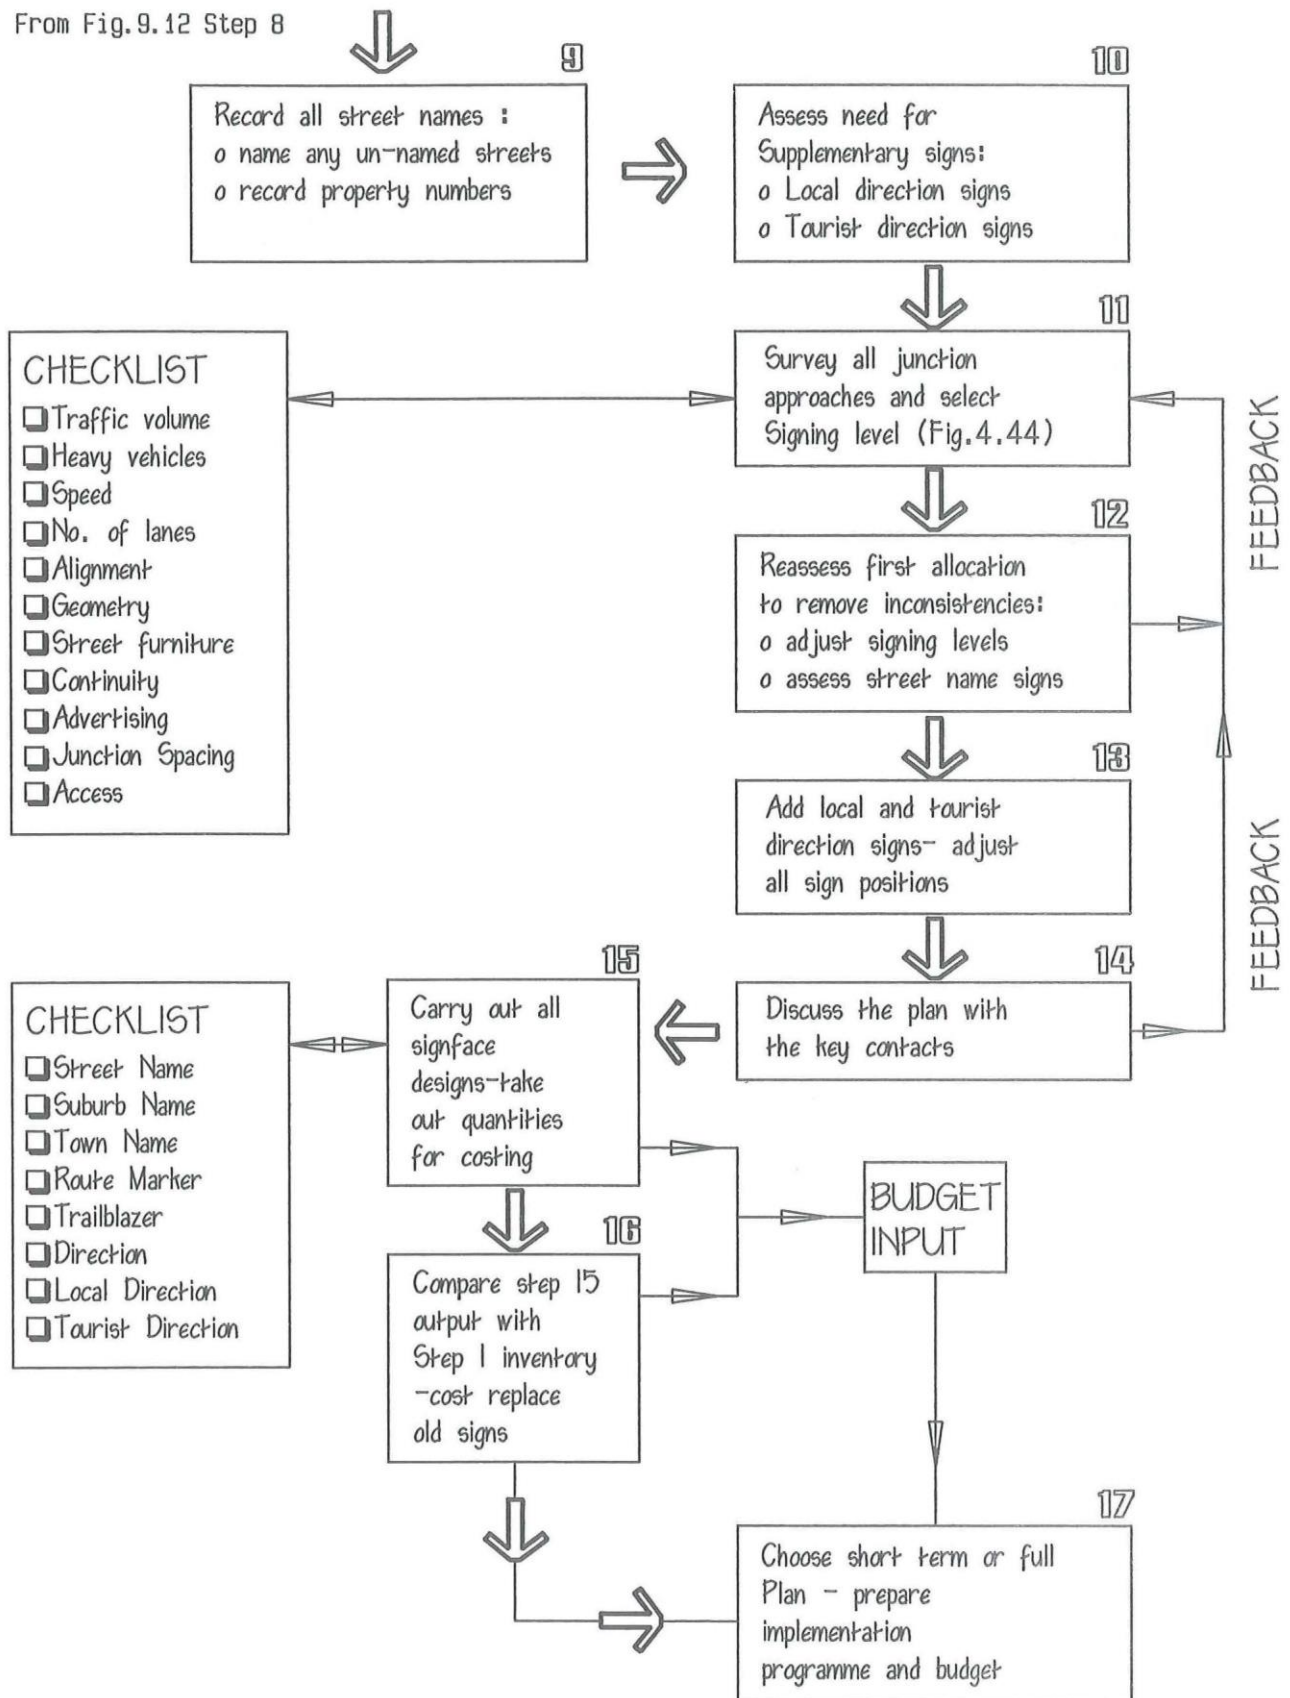 From Fig.9.12 Step 8
9
Record all street names :
o name any un-named streets
o record property numbers
10
Assess need for
Supplementary signs:
o Local direction signs
o Tourist direction signs
11
Survey all junction
approaches and select
Signing level (Fig.4.44)
CHECKLIST
Traffic volume
Heavy vehicles
Speed
No. of lanes
Alignment
Geometry
Street furniture
Continuity
Advertising
Junction Spacing
Access
FEEDBACK
12
Reassess first allocation
to remove inconsistencies:
o adjust signing levels
o assess street name signs
13
Add local and tourist
direction signs- adjust
all sign positions
FEEDBACK
14
Discuss the plan with
the key contacts
15
Carry out all
signface
designs-take
out quantities
for costing
CHECKLIST
Street Name
Suburb Name
Town Name
Route Marker
Trailblazer
Direction
Local Direction
Tourist Direction
16
Compare step 15
output with
Step 1 inventory
-cost replace
old signs
BUDGET
INPUT
17
Choose short term or full
Plan - prepare
implementation
programme and budget